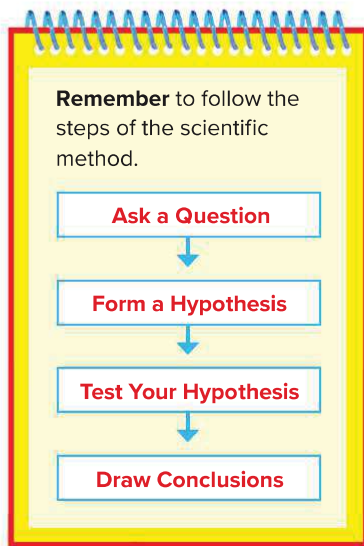 Remember to follow the
steps of the scientific
method.
Ask a Question
Form a Hypothesis
Test Your Hypothesis
Draw Conclusions